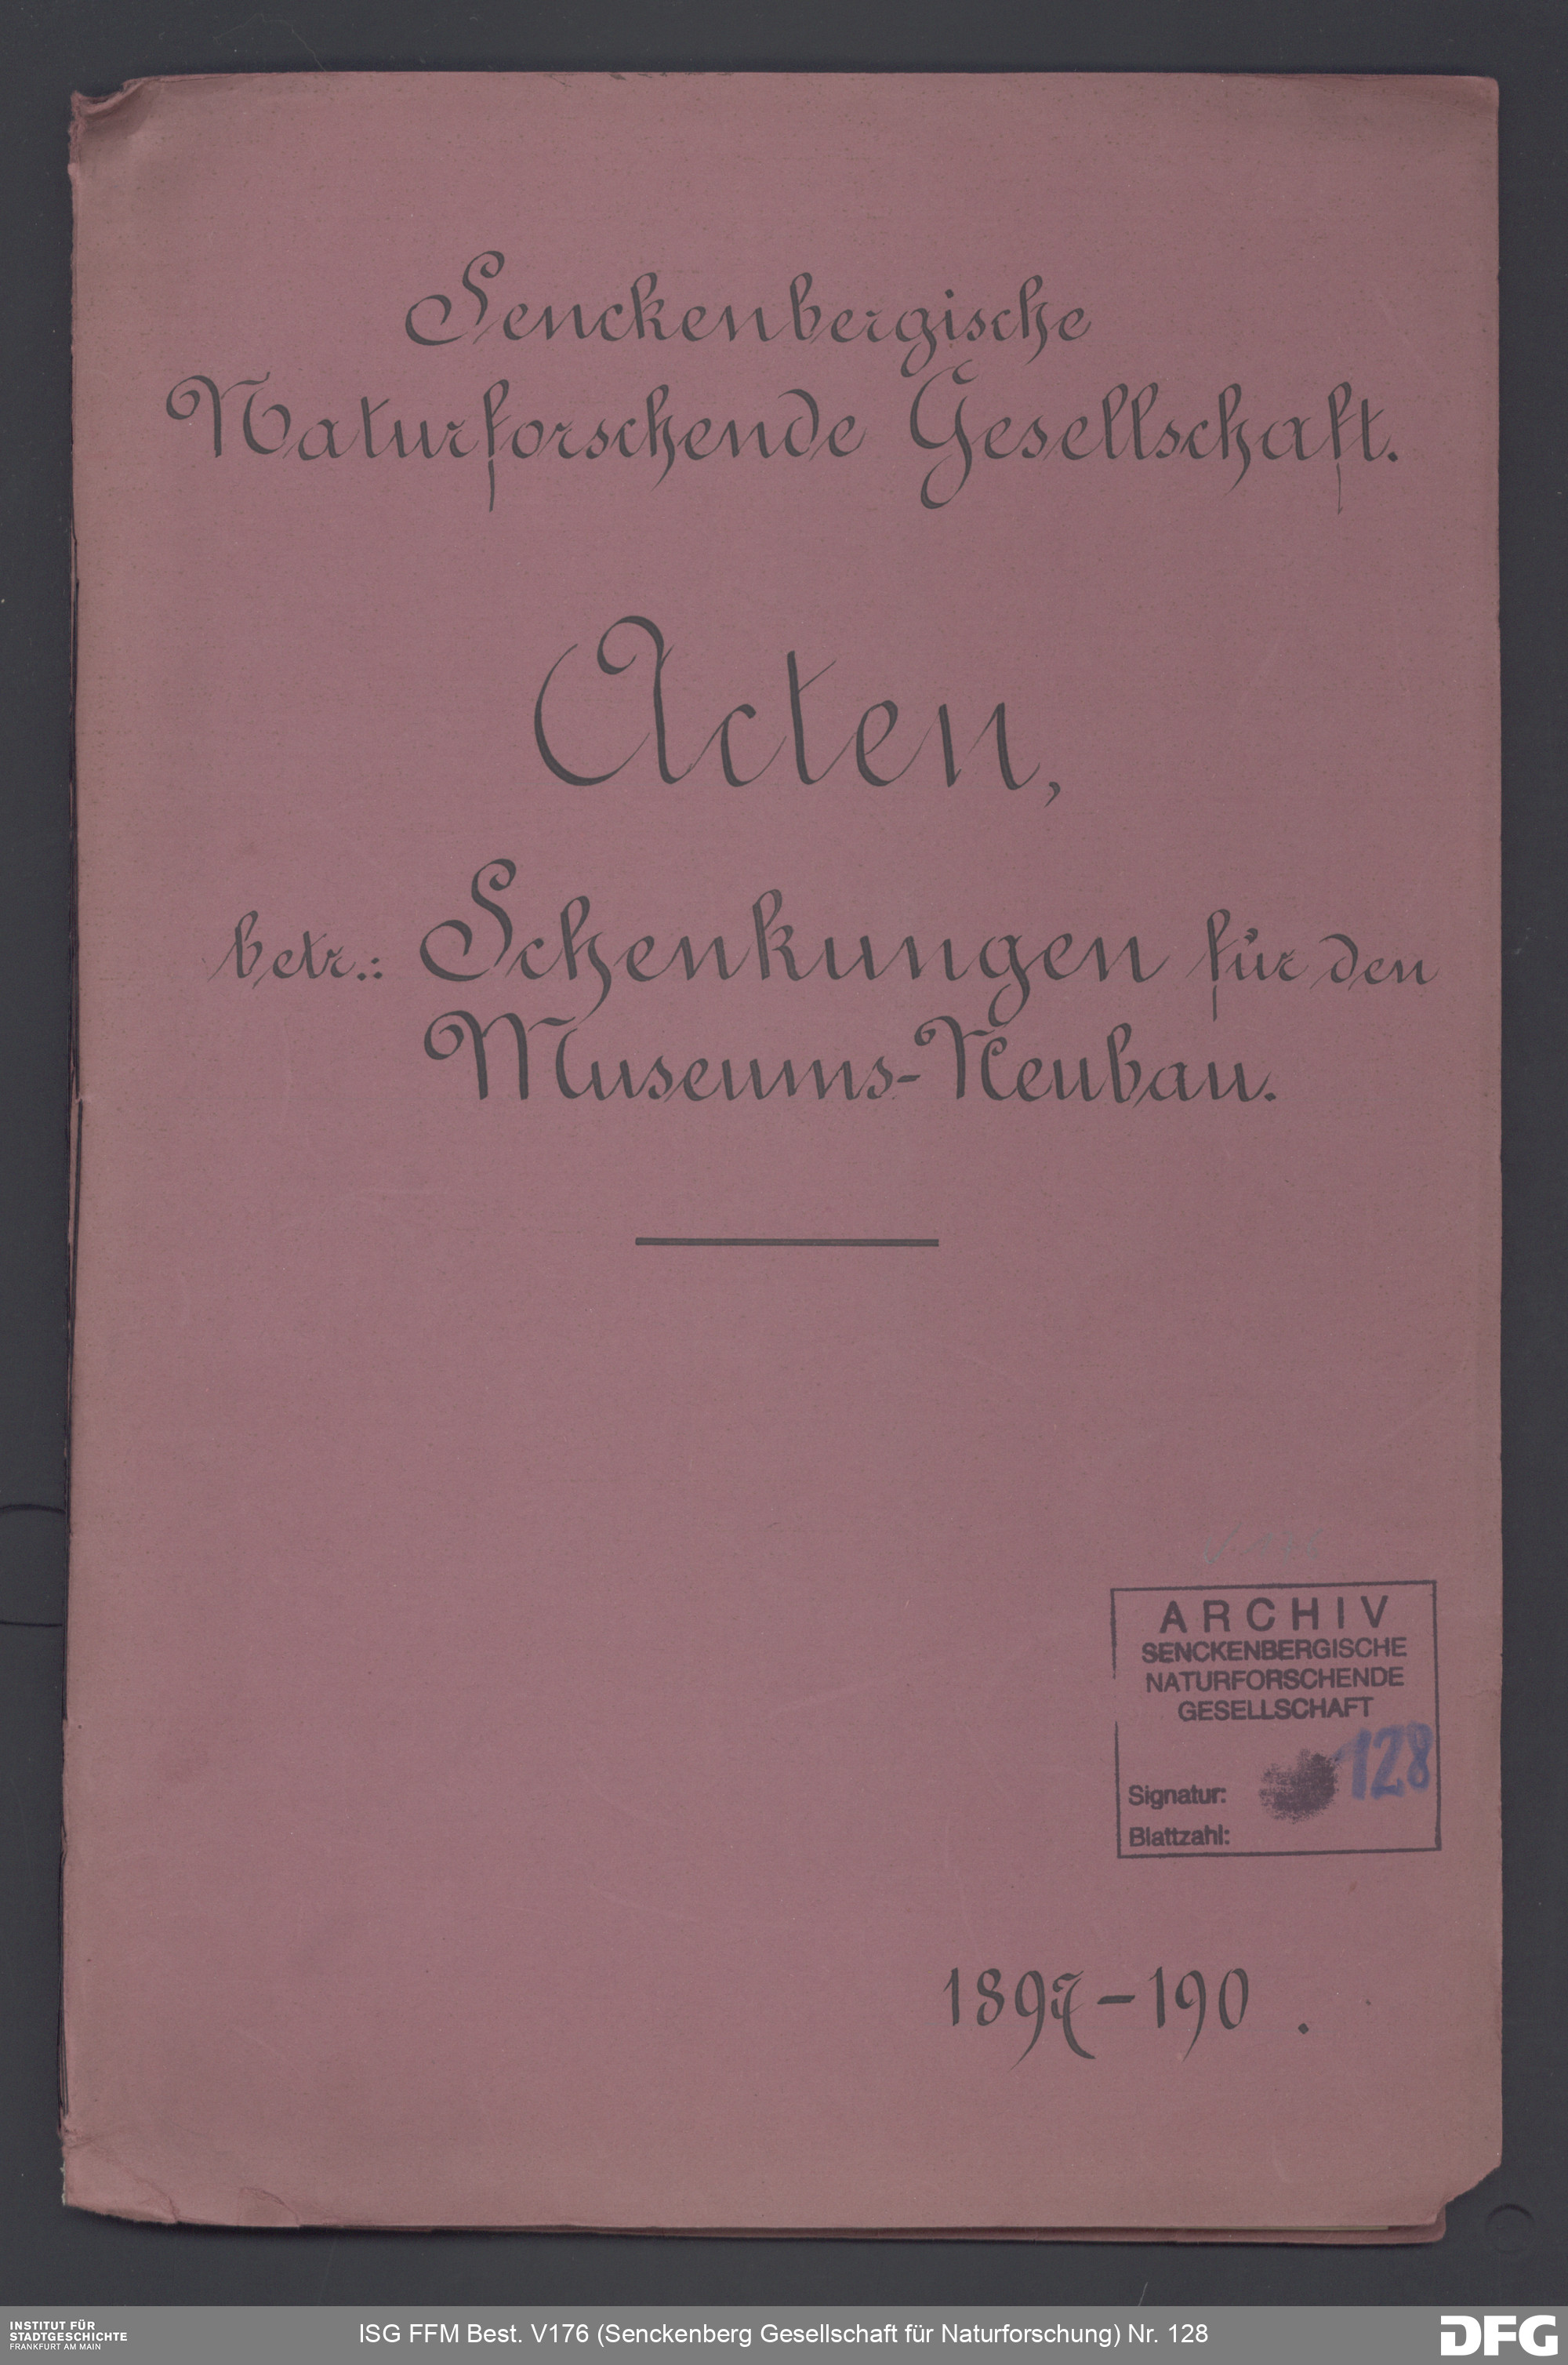 Senckenbergische
Naturforschende Gesellschaft.
Acten,
betr.: Schenkungen für den
Museums-Neubau.
ARCHIV
SENCKENBERGISCHE
NATURFORSCHENDE
GESELLSCHAFT
128
Signatur:
Blattzahl:
1897-190 .
INSTITUT FÜR
STADTGESCHICHTE
FRANKFURT AM MAIN
ISG FFM Best. V176 (Senckenberg Gesellschaft für Naturforschung) Nr. 128
DFG